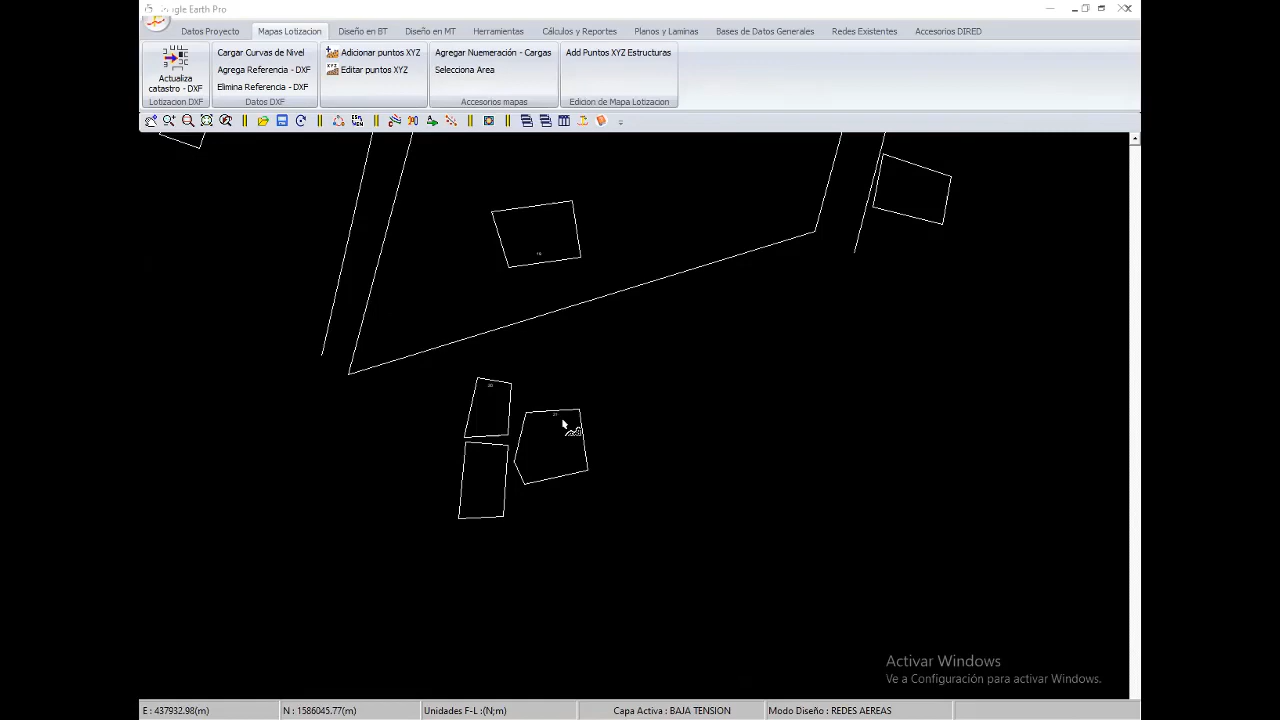 Google Earth Pro
Datos Proyecto
Mapas Lotizacion
Diseño en BT
Diseño en MT
Herramientas
Cálculos y Reportes
Planos y Laminas
Bases de Datos Generales
Redes Existentes
Accesorios DIRED
Actualiza
catastro - DXF
Lotizacion DXF
Cargar Curvas de Nivel
Agrega Referencia - DXF
Elimina Referencia - DXF
Datos DXF
Adicionar puntos XYZ
Editar puntos XYZ
Agregar Nuemeración - Cargas
Selecciona Area
Accesorios mapas
Add Puntos XYZ Estructuras
Edicion de Mapa Lotizacion
20
Activar Windows
Ve a Configuración para activar Windows.
E : 437932.98(m)
N : 1586045.77(m)
Unidades F-L :(N;m)
Capa Activa : BAJA TENSION
Modo Diseño : REDES AEREAS